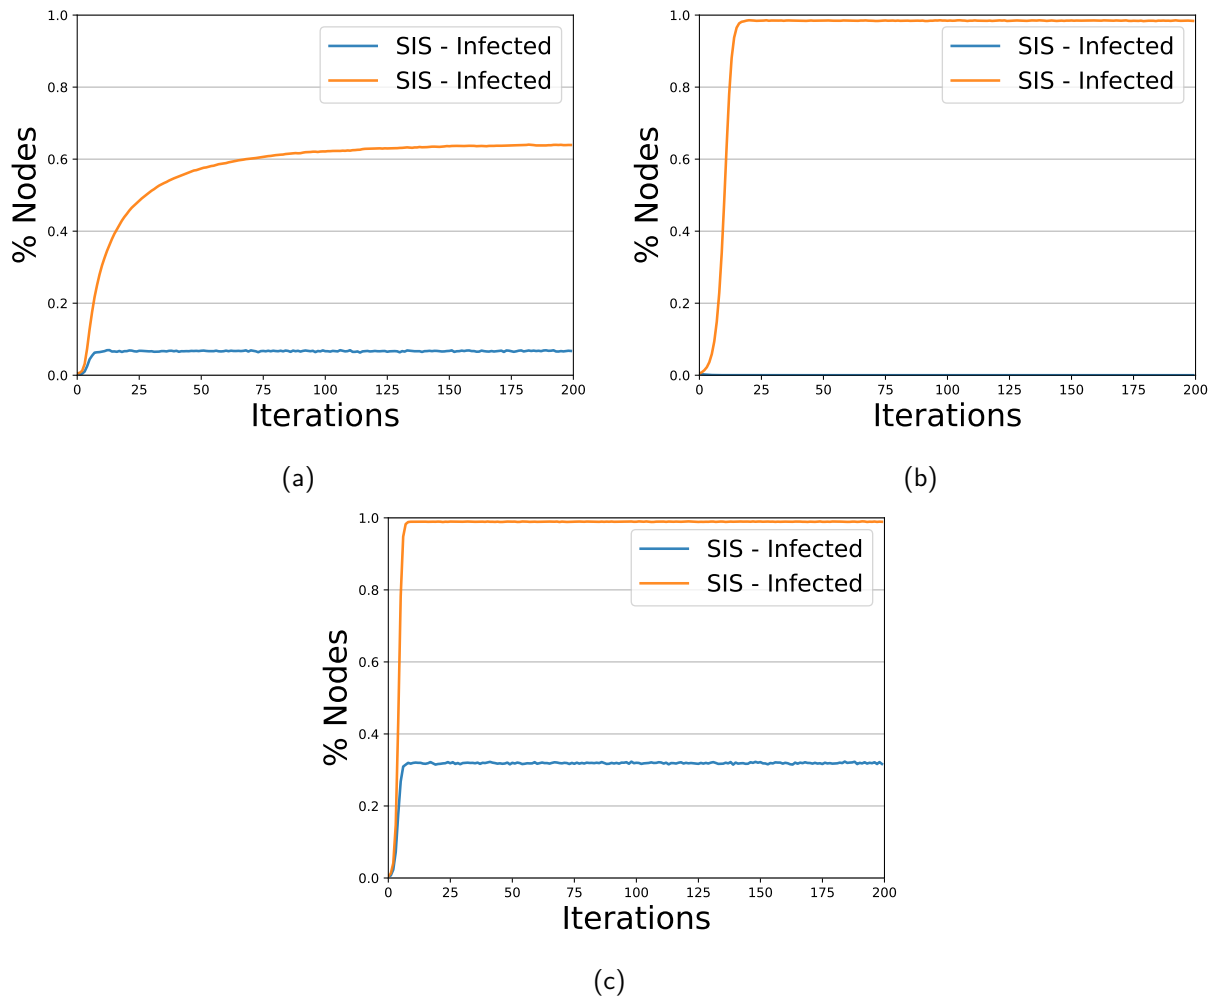 1.0
0.8
0.6
0.4
0.2
0.0
% Nodes
SIS - Infected
SIS - Infected
0 25 50 75 100 125 150 175 200
Iterations
(a)
1.0
0.8
0.6
0.4
0.2
0.0
% Nodes
SIS - Infected
SIS - Infected
0 25 50 75 100 125 150 175 200
Iterations
(b)
1.0
0.8
0.6
0.4
0.2
0.0
% Nodes
SIS - Infected
SIS - Infected
0 25 50 75 100 125 150 175 200
Iterations
(c)